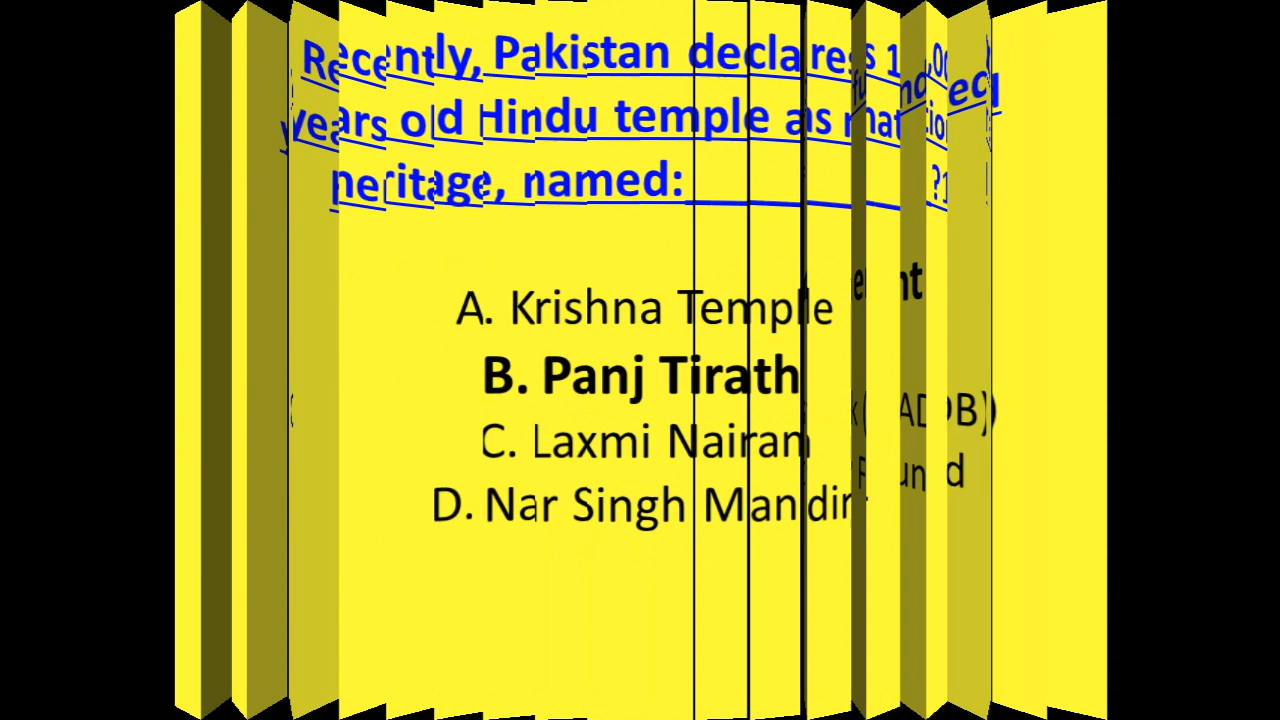 Recently, Pakistan declares
years old Hindu temple as
heritage, named:
A. Krishna Temple
B. Panj Tirath
C. Laxmi Nairan
D. Nar Singh Mandir